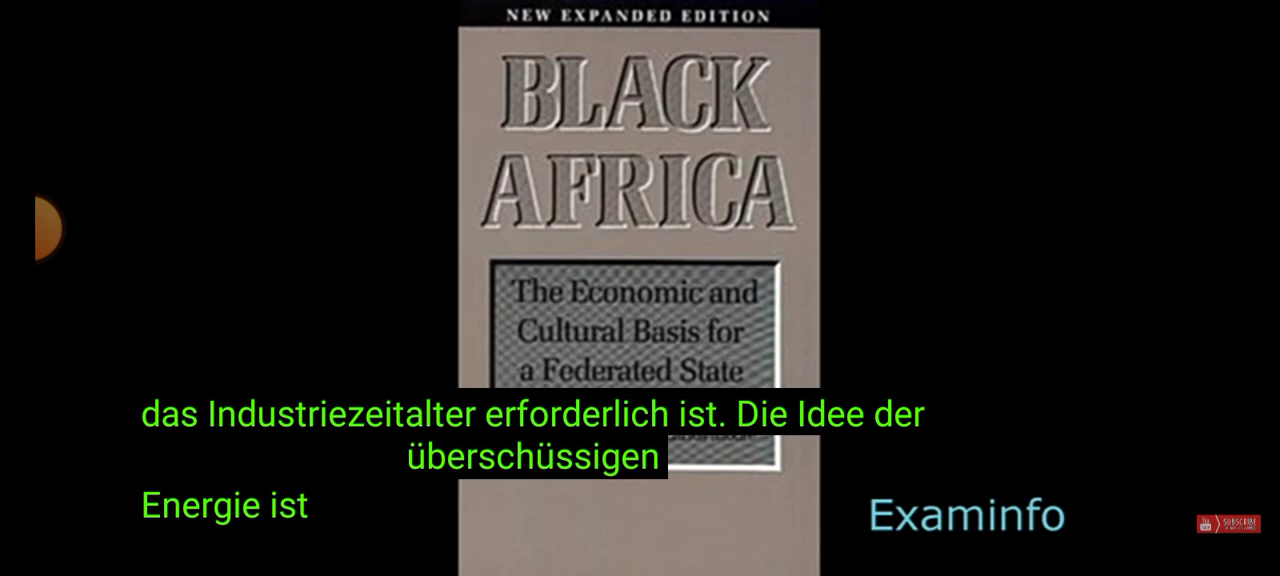 NEW EXPANDED EDITION
BLACK
AFRICA
The Economic and
Cultural Basis for
a Federated State
das Industriezeitalter erforderlich ist. Die Idee der
überschüssigen
Energie ist
Examinfo
SUBSCRIBE